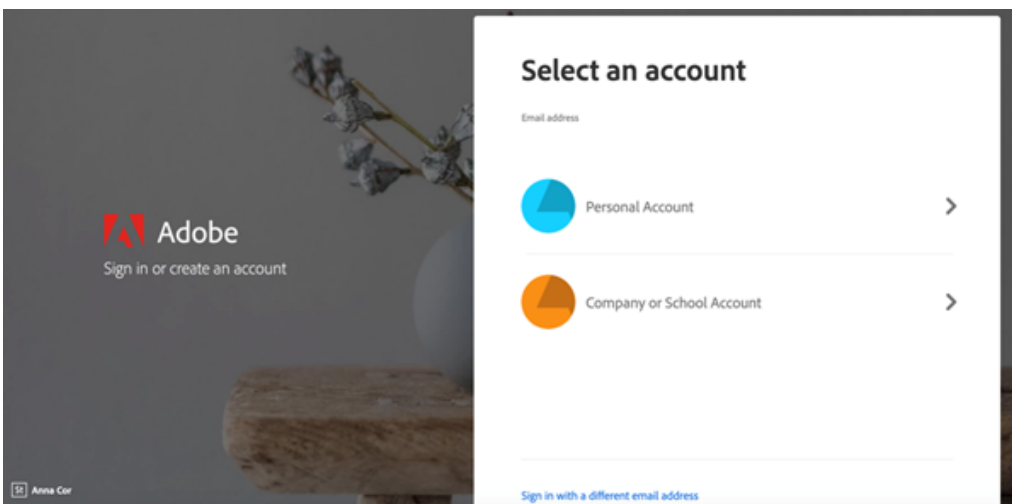 Adobe
Sign in or create an account
St Anna Cor
Select an account
Email address
Personal Account
Company or School Account
Sign in with a different email address